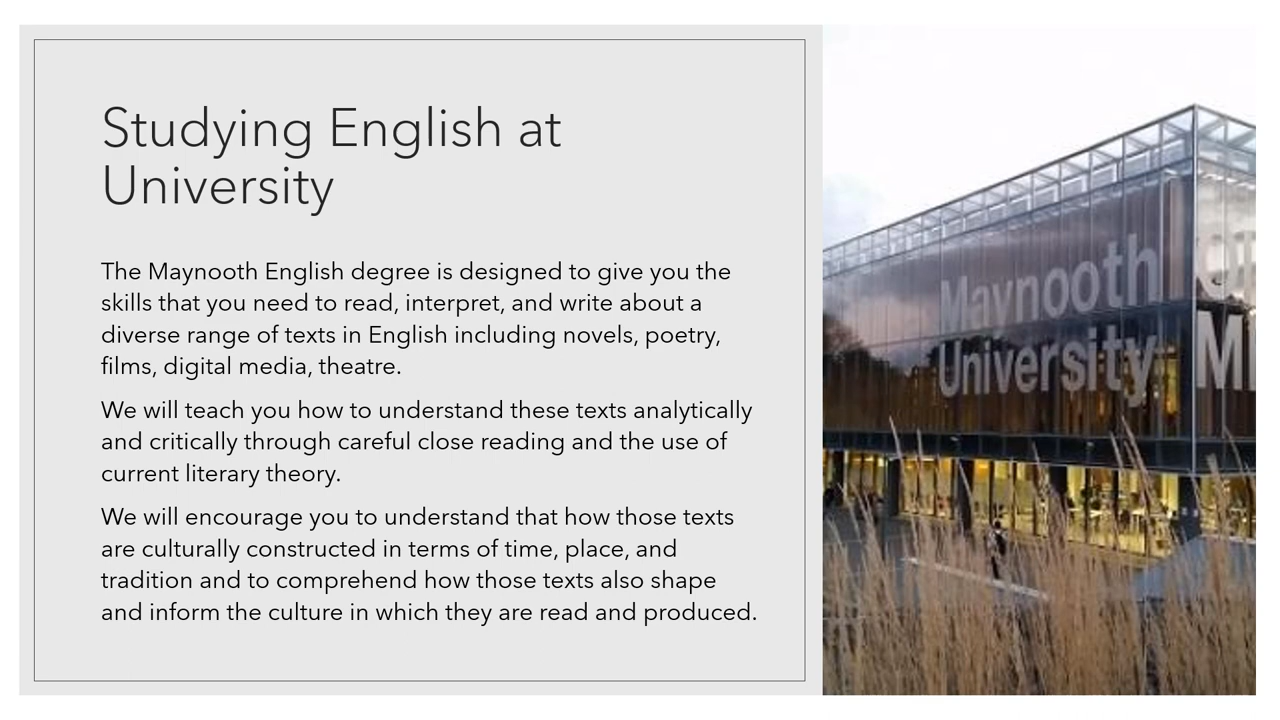 Studying English at
University
The Maynooth English degree is designed to give you the
skills that you need to read, interpret, and write about a
diverse range of texts in English including novels, poetry,
films, digital media, theatre.
We will teach you how to understand these texts analytically
and critically through careful close reading and the use of
current literary theory.
We will encourage you to understand that how those texts
are culturally constructed in terms of time, place, and
tradition and to comprehend how those texts also shape
and inform the culture in which they are read and produced.
Maynooth
University